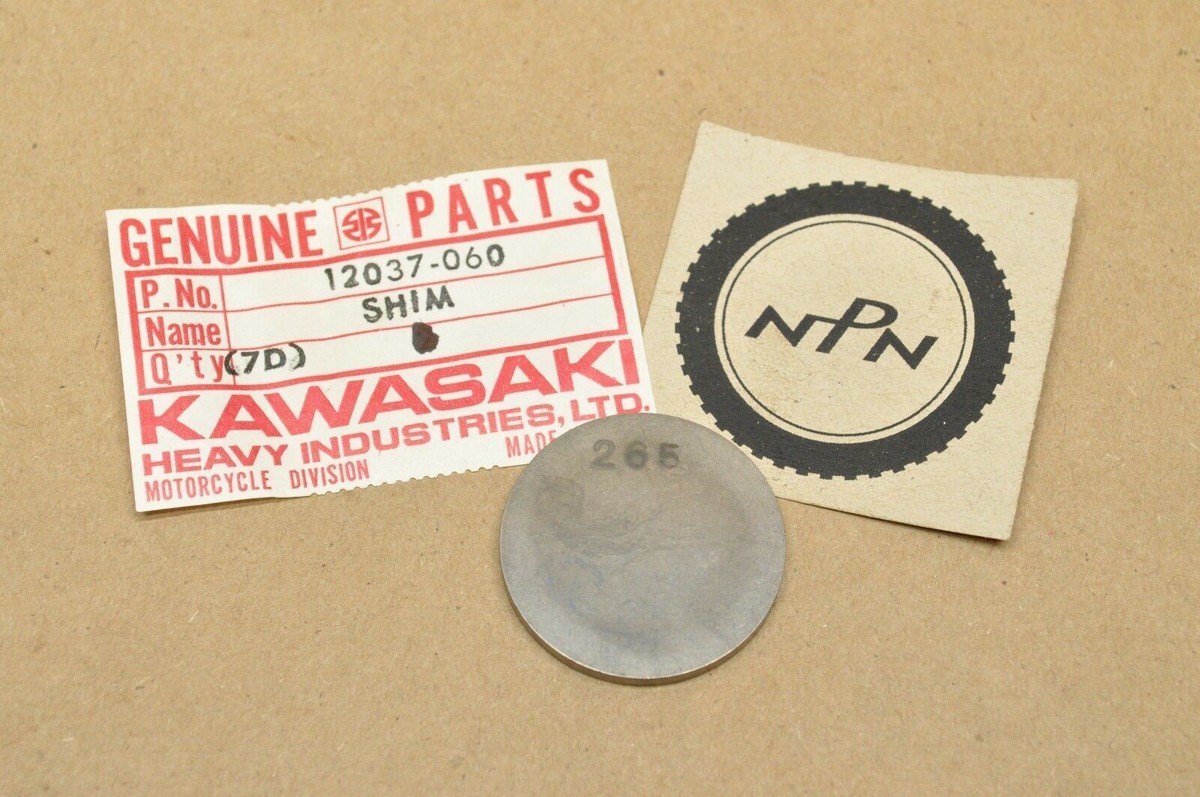 GENUINE PARTS
P. No. 12037-060
Name SHIM
Q'ty (7D)
KAWASAKI
HEAVY INDUSTRIES, LTD.
MOTORCYCLE DIVISION MADE
NPN
265